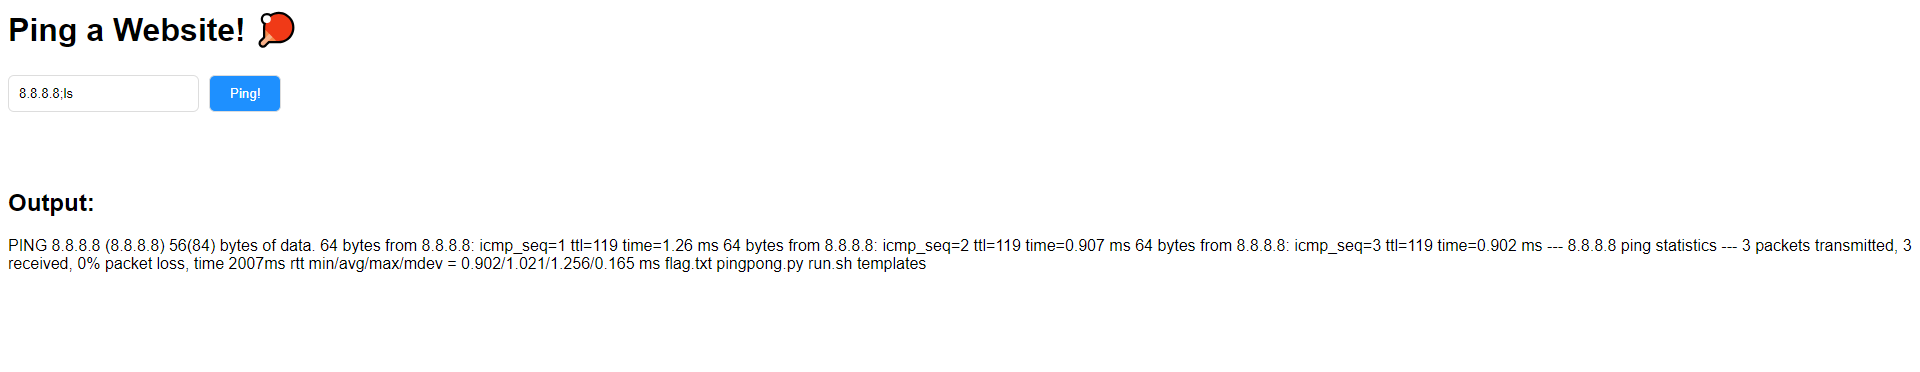 Ping a Website! 🏓
8.8.8.8;ls
Ping!
Output:
PING 8.8.8.8 (8.8.8.8) 56(84) bytes of data. 64 bytes from 8.8.8.8: icmp_seq=1 ttl=119 time=1.26 ms 64 bytes from 8.8.8.8: icmp_seq=2 ttl=119 time=0.907 ms 64 bytes from 8.8.8.8: icmp_seq=3 ttl=119 time=0.902 ms --- 8.8.8.8 ping statistics --- 3 packets transmitted, 3
received, 0% packet loss, time 2007ms rtt min/avg/max/mdev = 0.902/1.021/1.256/0.165 ms flag.txt pingpong.py run.sh templates